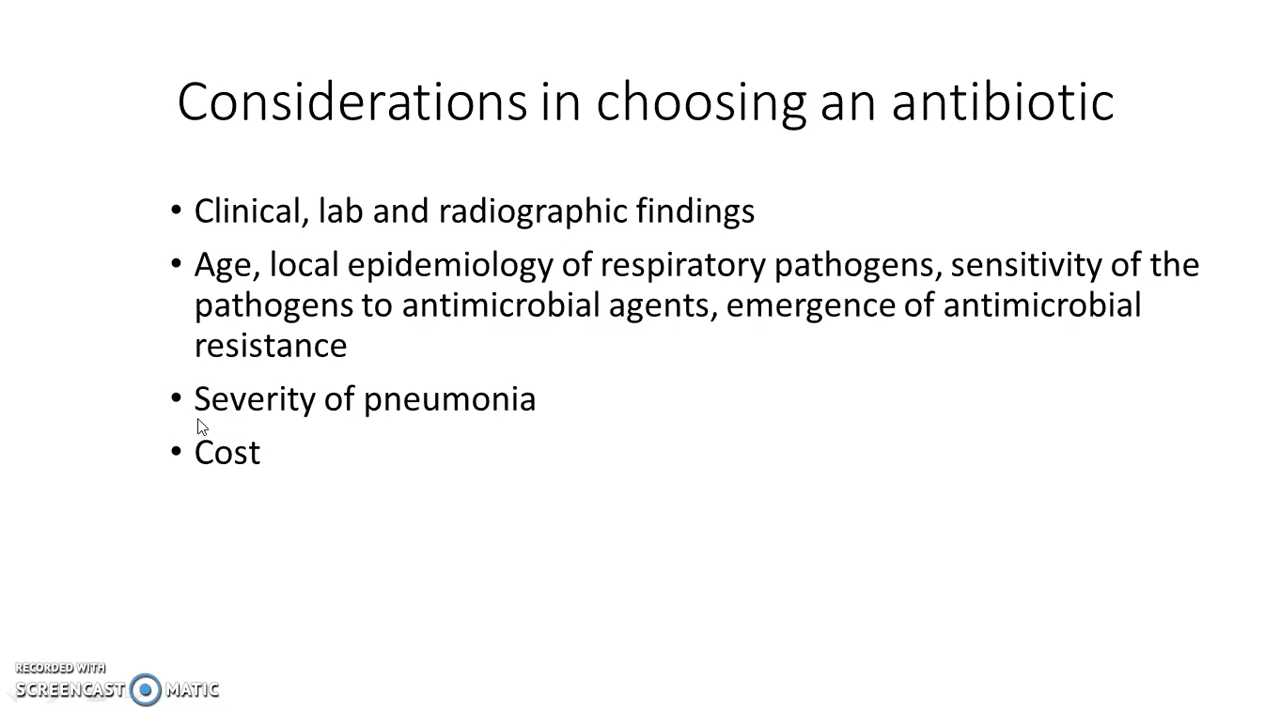 Considerations in choosing an antibiotic
• Clinical, lab and radiographic findings
• Age, local epidemiology of respiratory pathogens, sensitivity of the
pathogens to antimicrobial agents, emergence of antimicrobial
resistance
• Severity of pneumonia
• Cost
RECORDED WITH
SCREENCAST MATIC